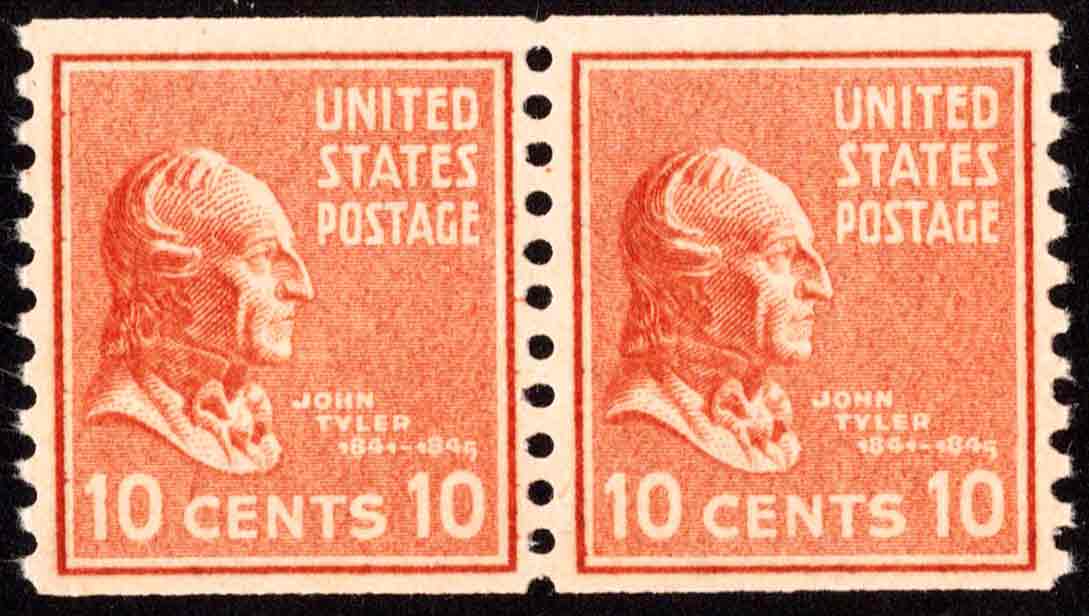 UNITED
STATES
POSTAGE
JOHN
TYLER
1841-1845
10 CENTS 10
UNITED
STATES
POSTAGE
JOHN
TYLER
1841-1845
10 CENTS 10